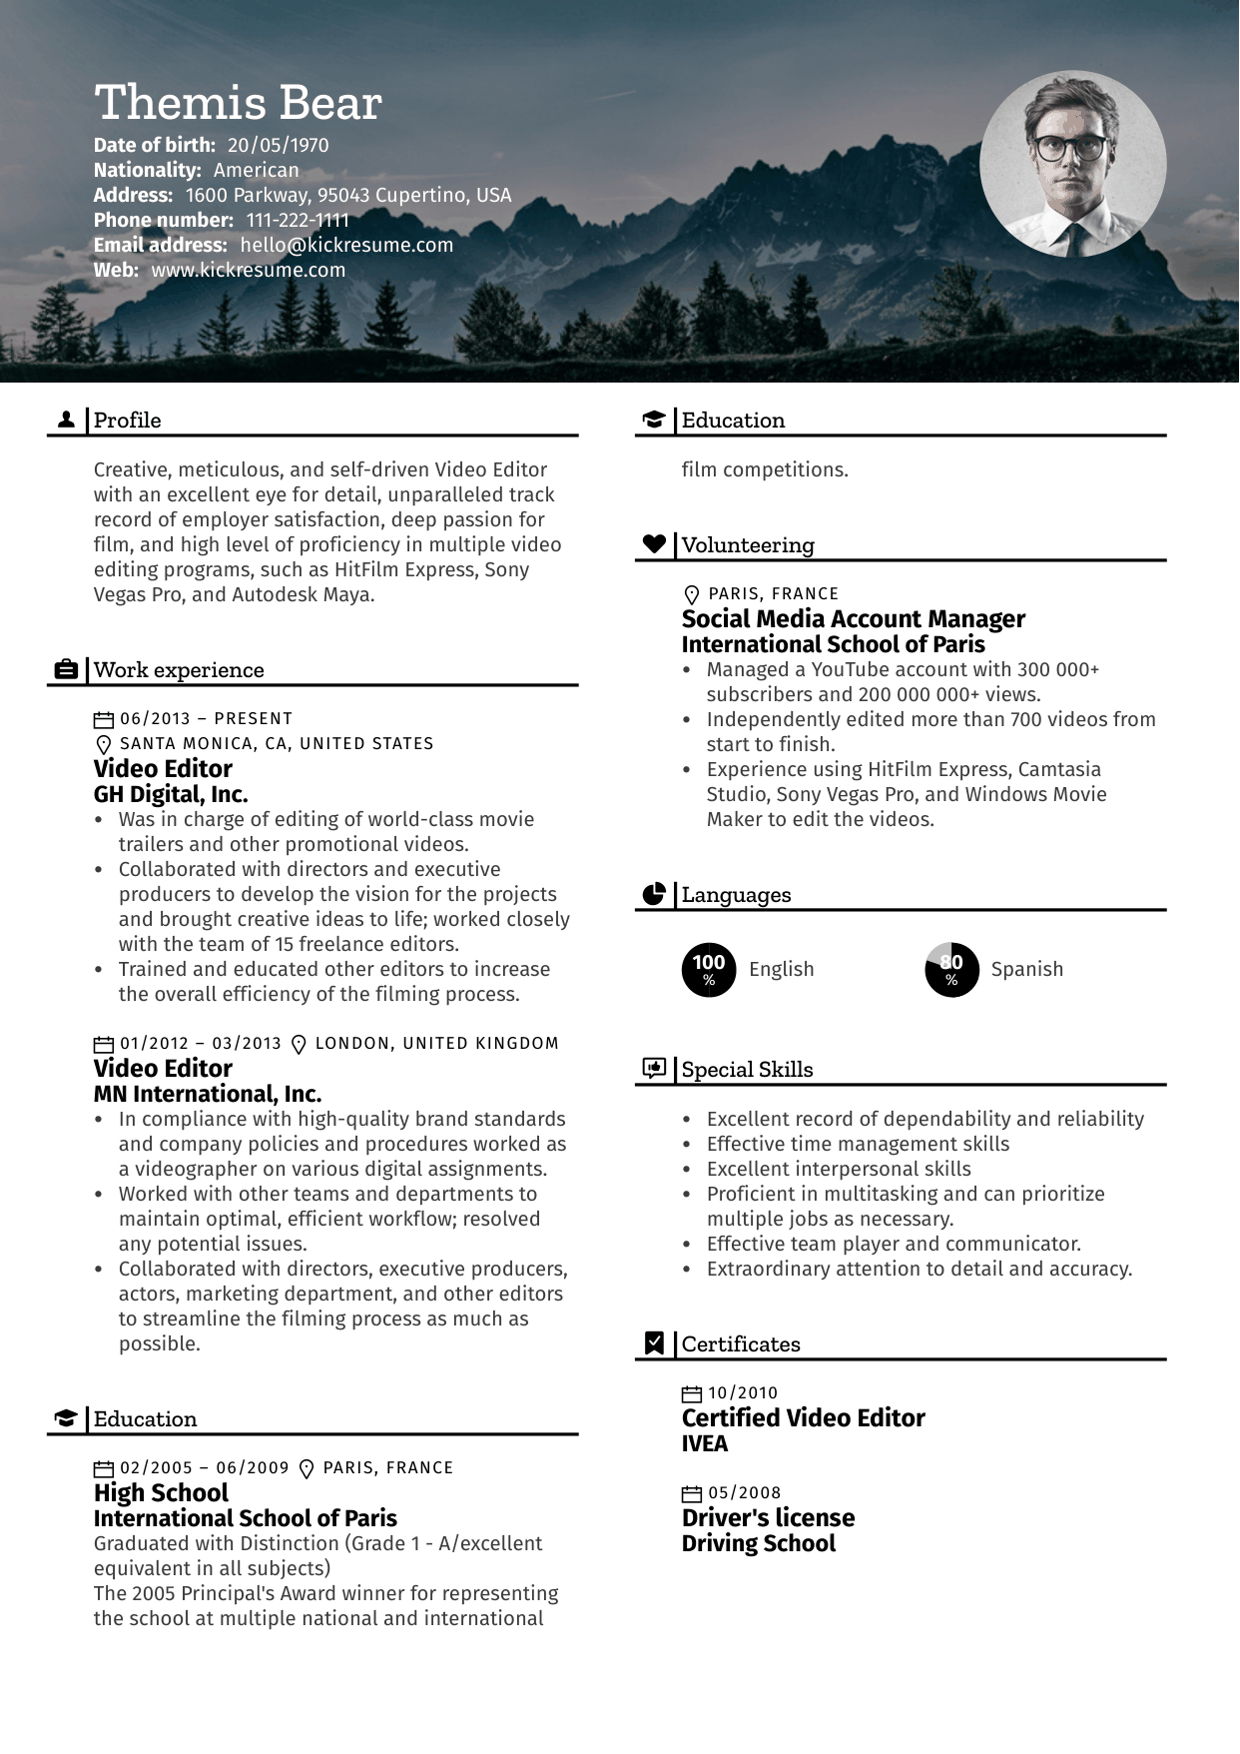 Themis Bear
Date of birth: 20/05/1970
Nationality: American
Address: 1600 Parkway, 95043 Cupertino, USA
Phone number: 111-222-1111
Email address: hello@kickresume.com
Web: www.kickresume.com
Profile
Creative, meticulous, and self-driven Video Editor
with an excellent eye for detail, unparalleled track
record of employer satisfaction, deep passion for
film, and high level of proficiency in multiple video
editing programs, such as HitFilm Express, Sony
Vegas Pro, and Autodesk Maya.
Work experience
06/2013 – PRESENT
SANTA MONICA, CA, UNITED STATES
Video Editor
GH Digital, Inc.
• Was in charge of editing of world-class movie
trailers and other promotional videos.
• Collaborated with directors and executive
producers to develop the vision for the projects
and brought creative ideas to life; worked closely
with the team of 15 freelance editors.
• Trained and educated other editors to increase
the overall efficiency of the filming process.
01/2012 – 03/2013 LONDON, UNITED KINGDOM
Video Editor
MN International, Inc.
• In compliance with high-quality brand standards
and company policies and procedures worked as
a videographer on various digital assignments.
• Worked with other teams and departments to
maintain optimal, efficient workflow; resolved
any potential issues.
• Collaborated with directors, executive producers,
actors, marketing department, and other editors
to streamline the filming process as much as
possible.
Education
02/2005 – 06/2009 PARIS, FRANCE
High School
International School of Paris
Graduated with Distinction (Grade 1 - A/excellent
equivalent in all subjects)
The 2005 Principal's Award winner for representing
the school at multiple national and international
Education
film competitions.
Volunteering
PARIS, FRANCE
Social Media Account Manager
International School of Paris
• Managed a YouTube account with 300 000+
subscribers and 200 000 000+ views.
• Independently edited more than 700 videos from
start to finish.
• Experience using HitFilm Express, Camtasia
Studio, Sony Vegas Pro, and Windows Movie
Maker to edit the videos.
Languages
100 % English
80 % Spanish
Special Skills
• Excellent record of dependability and reliability
• Effective time management skills
• Excellent interpersonal skills
• Proficient in multitasking and can prioritize
multiple jobs as necessary.
• Effective team player and communicator.
• Extraordinary attention to detail and accuracy.
Certificates
10/2010
Certified Video Editor
IVEA
05/2008
Driver's license
Driving School